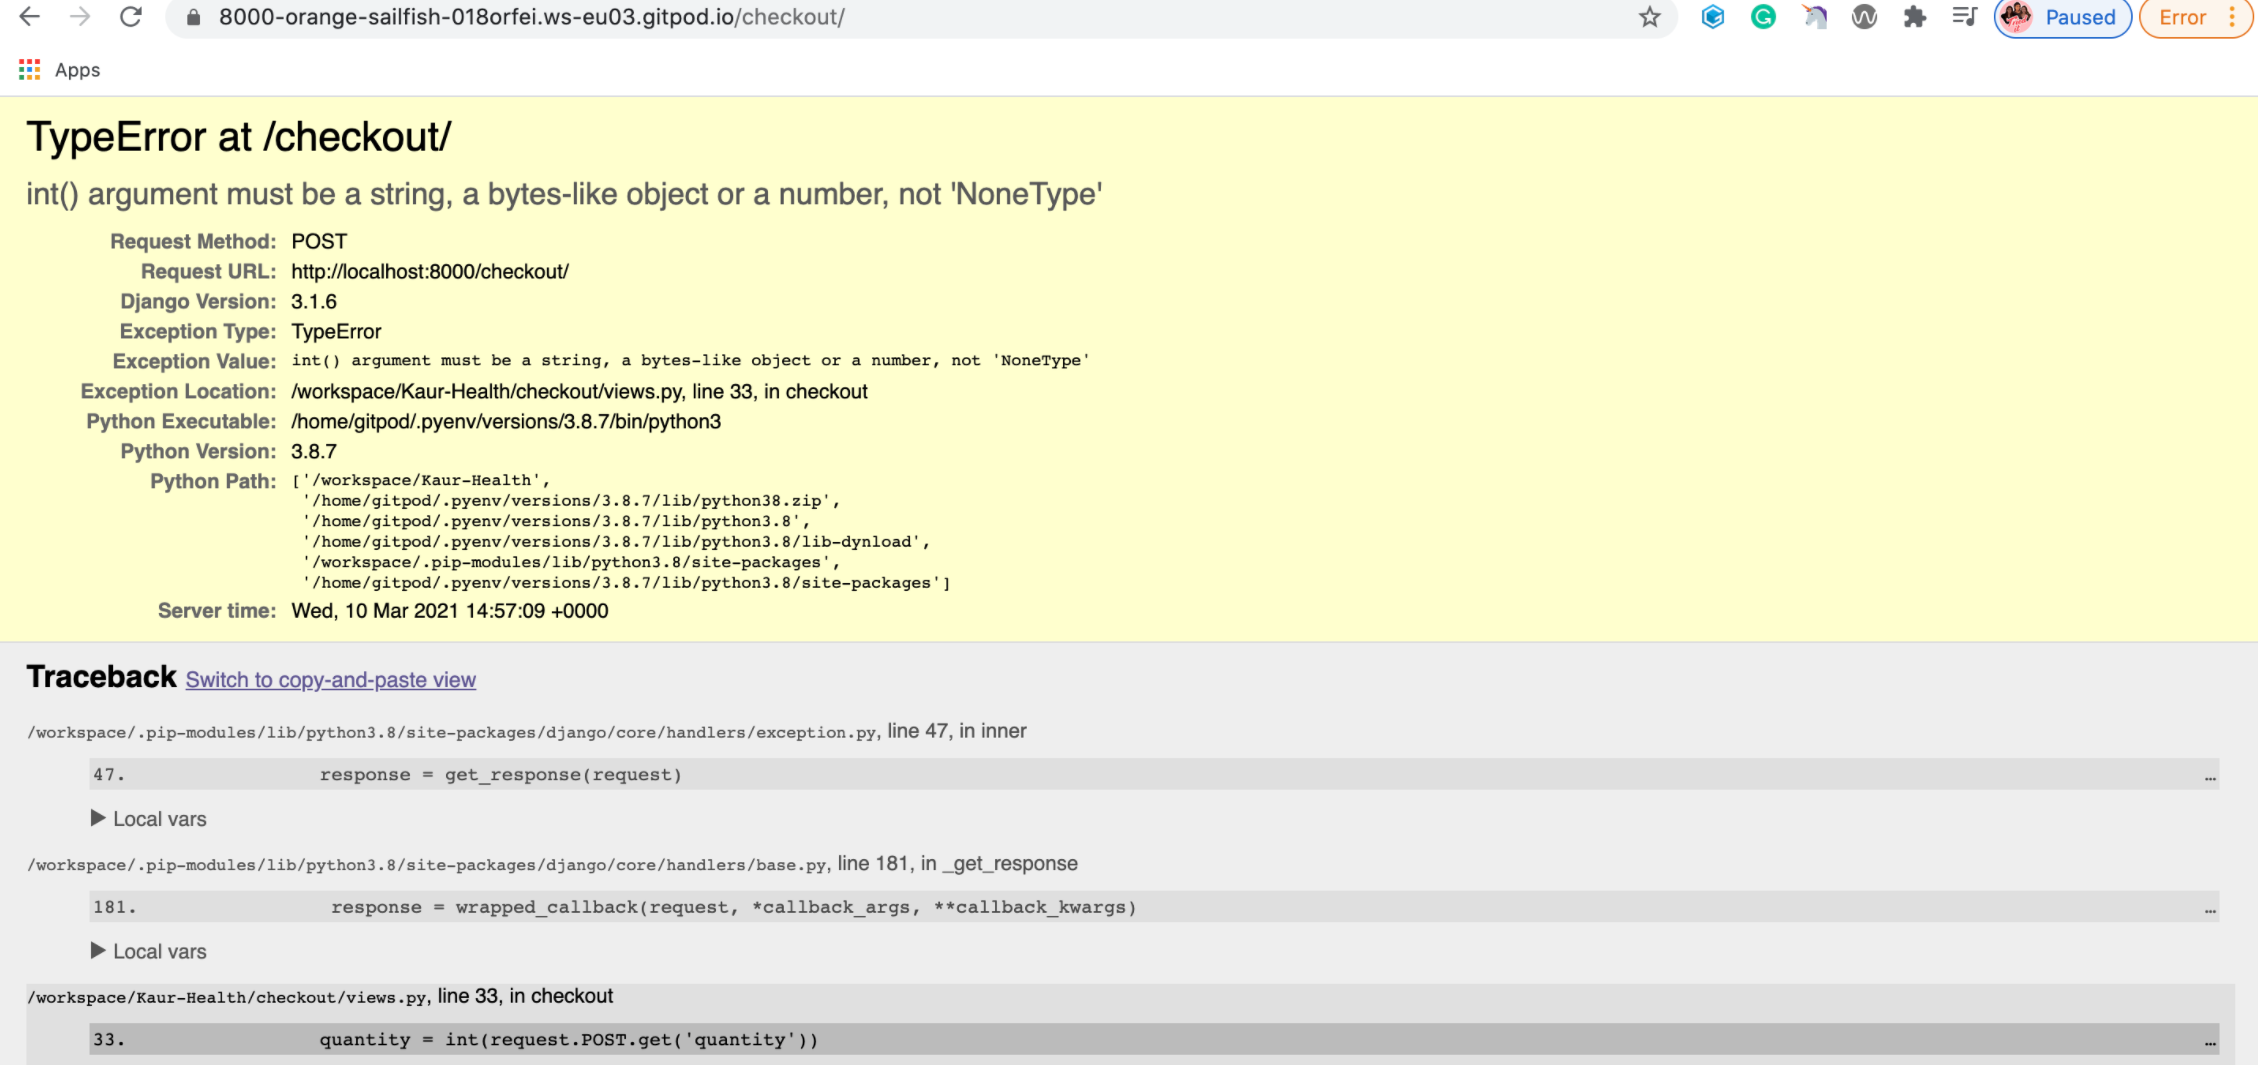 8000-orange-sailfish-018orfei.ws-eu03.gitpod.io/checkout/
Paused
Error
Apps
TypeError at /checkout/
int() argument must be a string, a bytes-like object or a number, not 'NoneType'
Request Method: POST
Request URL: http://localhost:8000/checkout/
Django Version: 3.1.6
Exception Type: TypeError
Exception Value: int() argument must be a string, a bytes-like object or a number, not 'NoneType'
Exception Location: /workspace/Kaur-Health/checkout/views.py, line 33, in checkout
Python Executable: /home/gitpod/.pyenv/versions/3.8.7/bin/python3
Python Version: 3.8.7
Python Path: ['/workspace/Kaur-Health',
'/home/gitpod/.pyenv/versions/3.8.7/lib/python38.zip',
'/home/gitpod/.pyenv/versions/3.8.7/lib/python3.8',
'/home/gitpod/.pyenv/versions/3.8.7/lib/python3.8/lib-dynload',
'/workspace/.pip-modules/lib/python3.8/site-packages',
'/home/gitpod/.pyenv/versions/3.8.7/lib/python3.8/site-packages']
Server time: Wed, 10 Mar 2021 14:57:09 +0000
Traceback Switch to copy-and-paste view
/workspace/.pip-modules/lib/python3.8/site-packages/django/core/handlers/exception.py, line 47, in inner
47. response = get_response(request) …
Local vars
/workspace/.pip-modules/lib/python3.8/site-packages/django/core/handlers/base.py, line 181, in _get_response
181. response = wrapped_callback(request, *callback_args, **callback_kwargs) …
Local vars
/workspace/Kaur-Health/checkout/views.py, line 33, in checkout
33. quantity = int(request.POST.get('quantity')) …